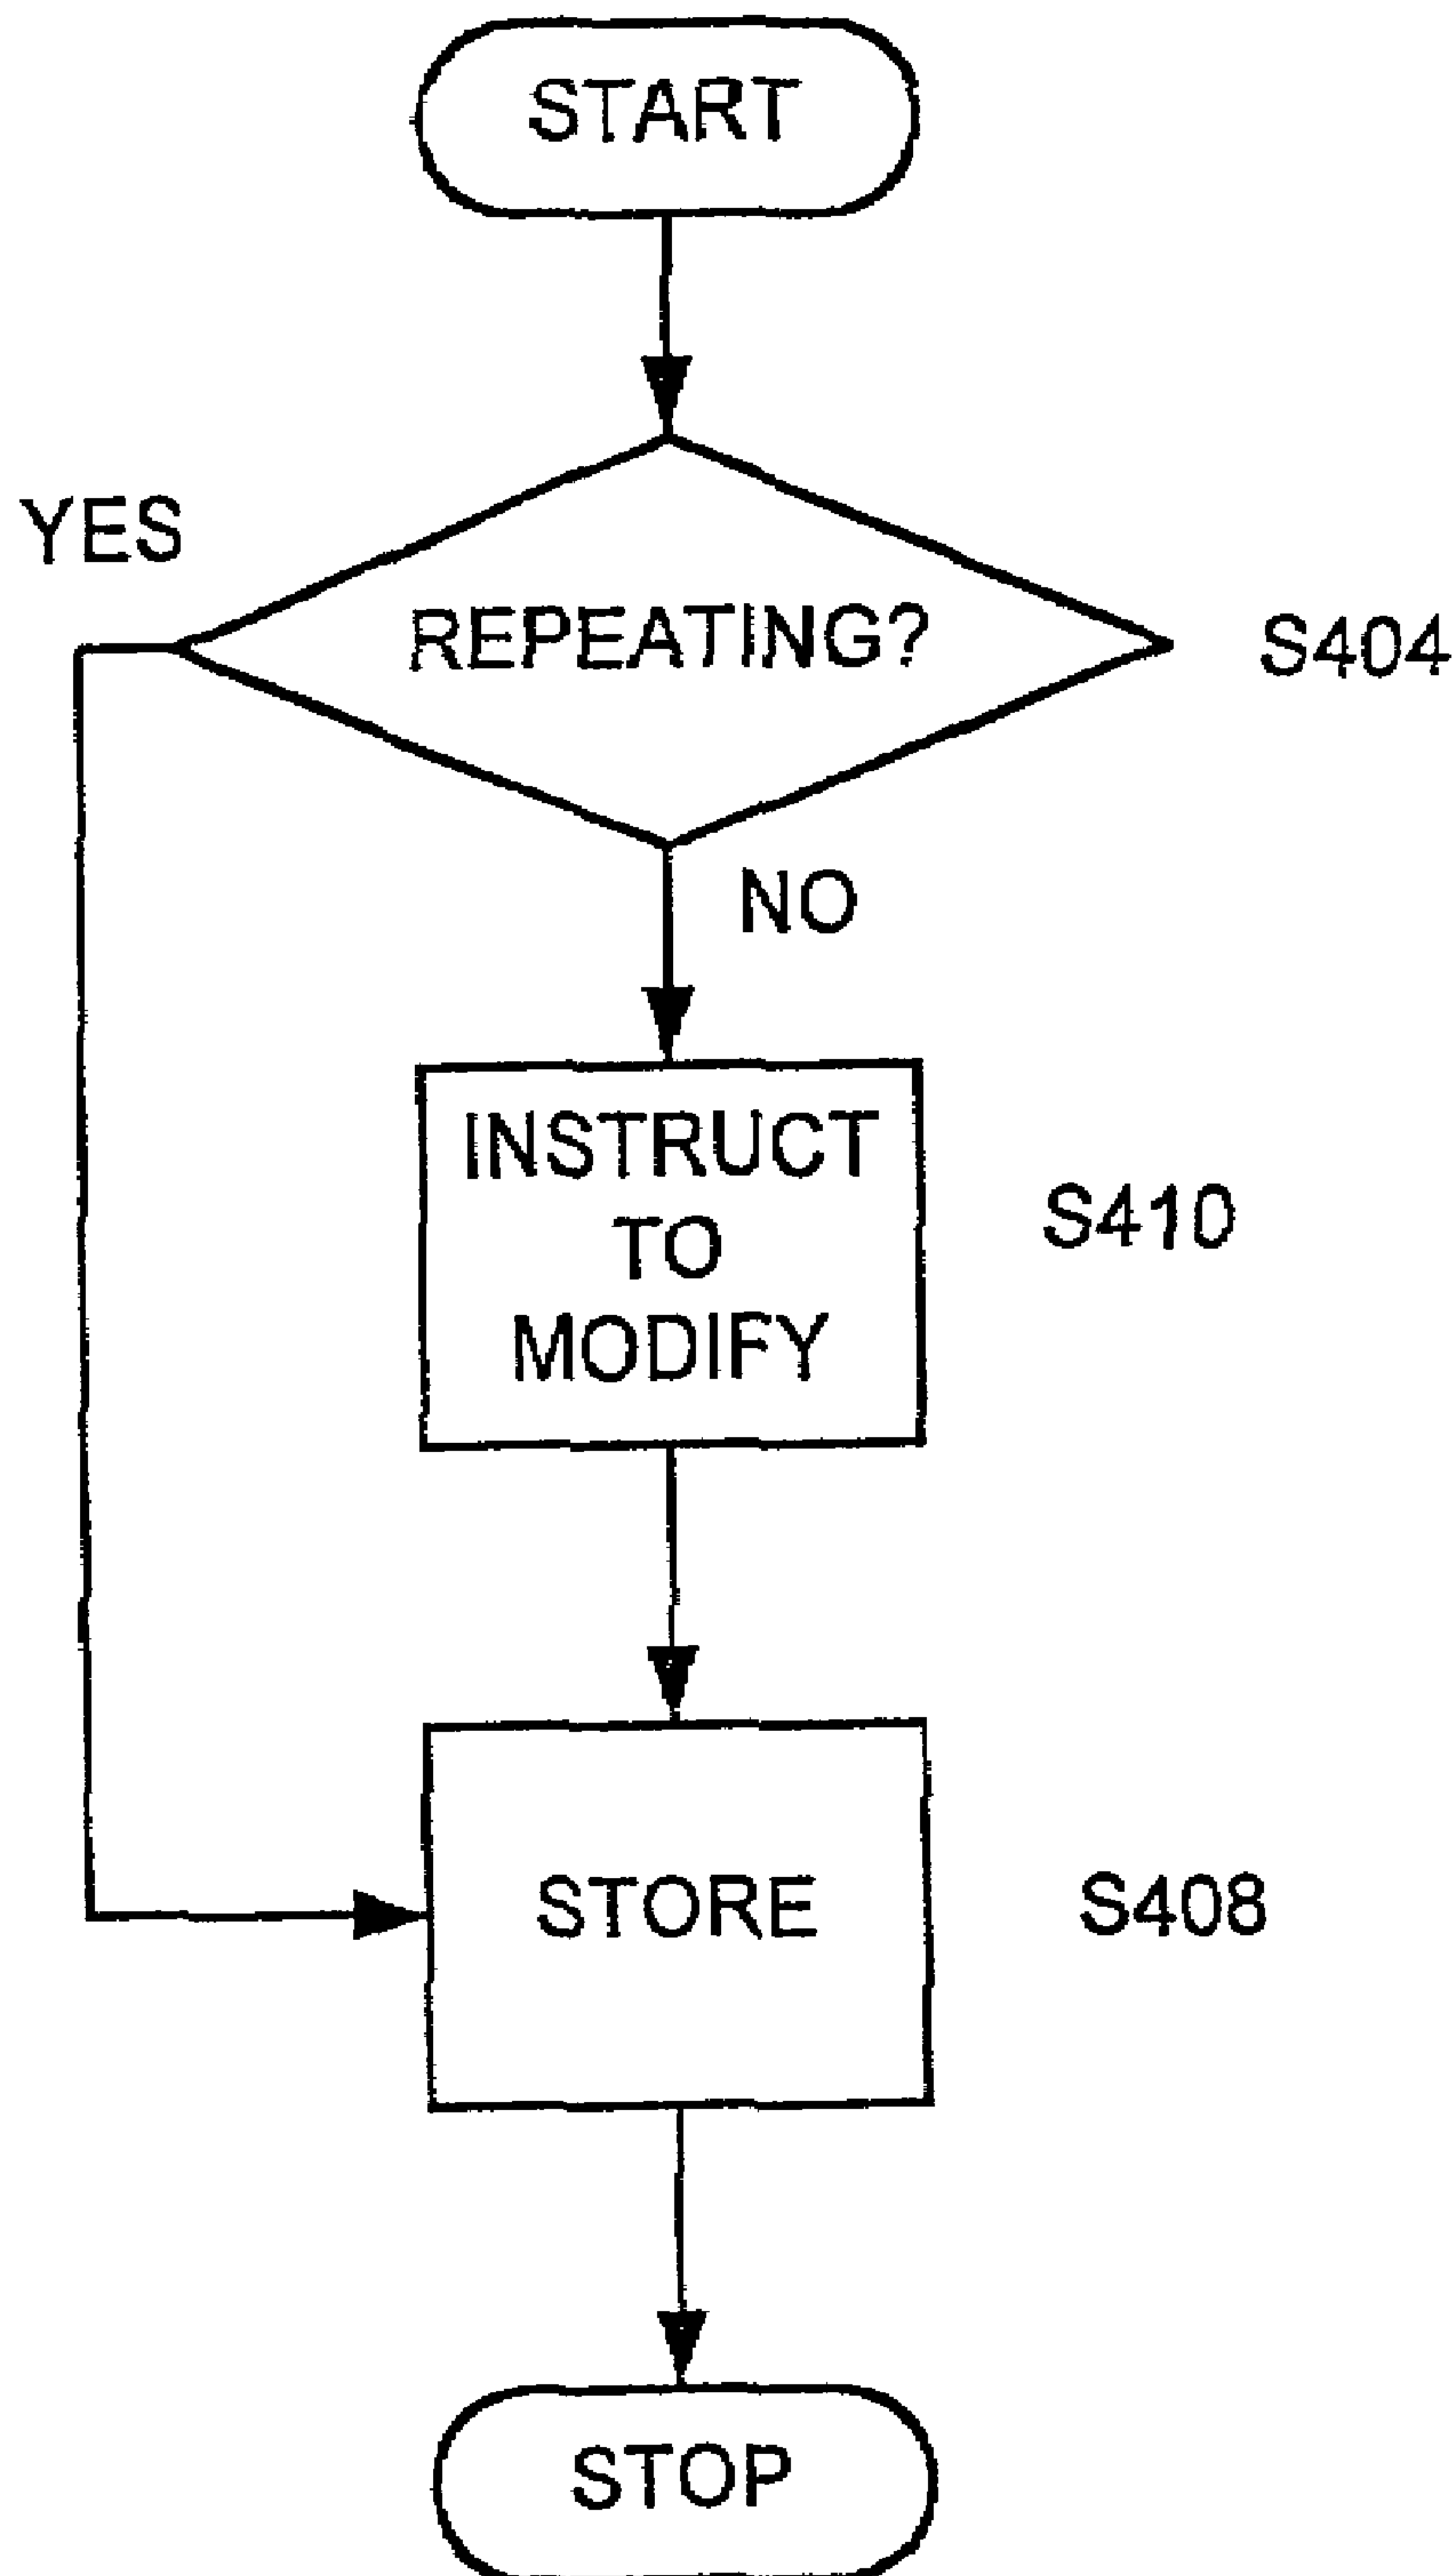 START
YES
REPEATING?
S404
NO
INSTRUCT
TO
MODIFY
S410
STORE
S408
STOP